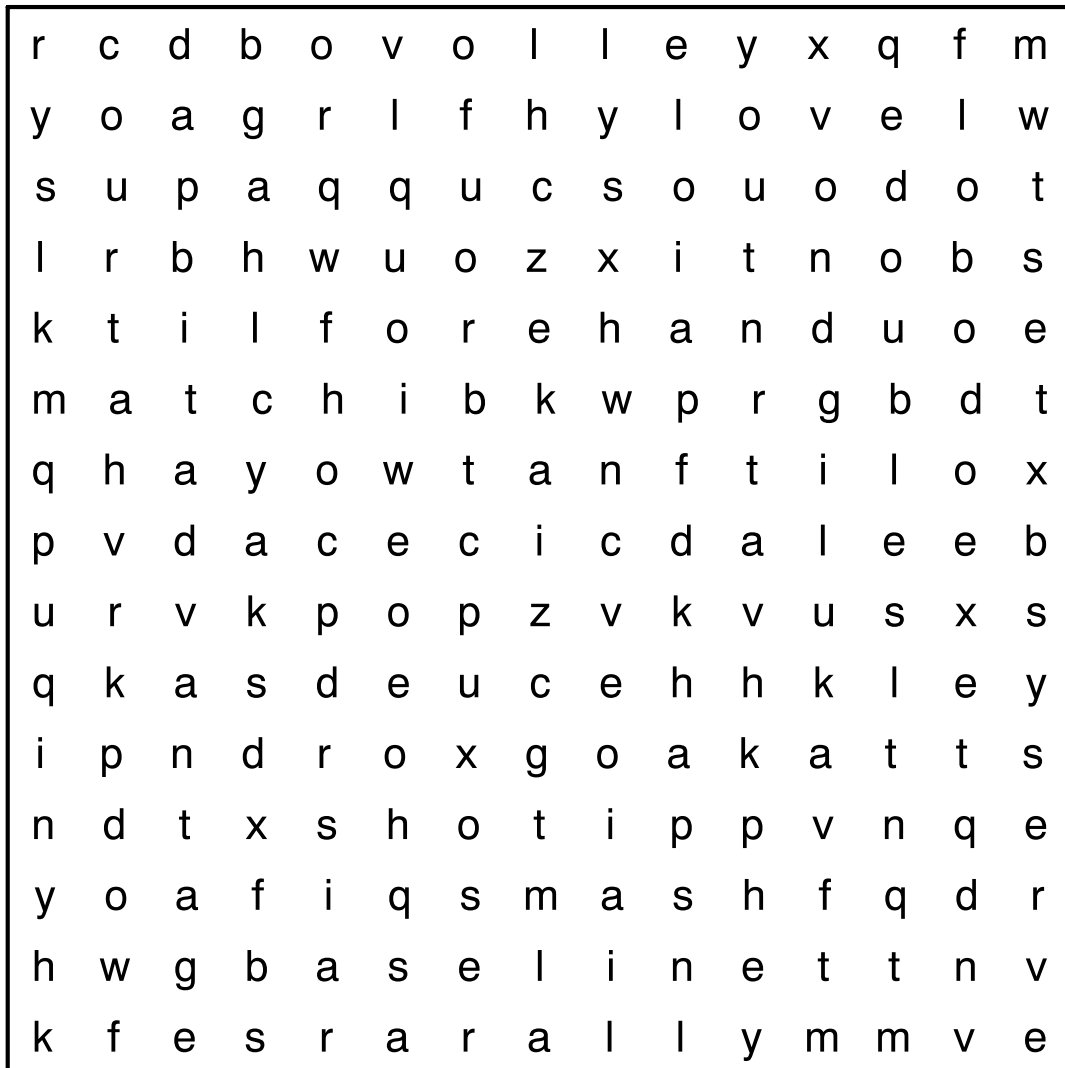 r c d b o v o l l e y x q f m
y o a g r l f h y l o v e l w
s u p a q q u c s o u o d o t
l r b h w u o z x i t n o b s
k t i l f o r e h a n d u o e
m a t c h i b k w p r g b d t
q h a y o w t a n f t i l o x
p v d a c e c i c d a l e e b
u r v k p o p z v k v u s x s
q k a s d e u c e h h k l e y
i p n d r o x g o a k a t t s
n d t x s h o t i p p v n q e
y o a f i q s m a s h f q d r
h w g b a s e l i n e t t n v
k f e s r a r a l l y m m v e